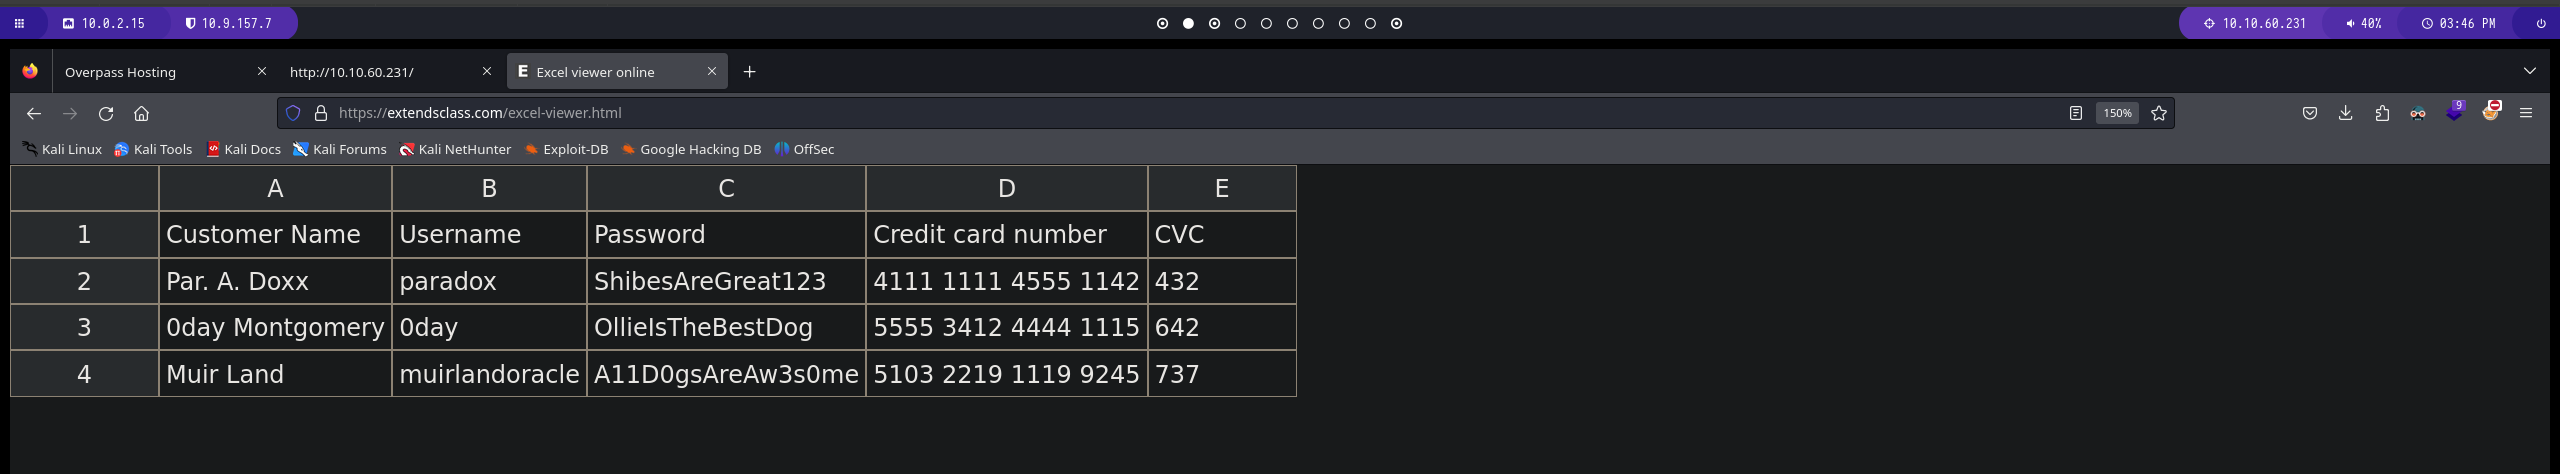 10.0.2.15 10.9.157.7 10.10.60.231 40% 03:46 PM
Overpass Hosting http://10.10.60.231/ E Excel viewer online
https://extendsclass.com/excel-viewer.html 150% 9
Kali Linux Kali Tools Kali Docs Kali Forums Kali NetHunter Exploit-DB Google Hacking DB OffSec
A B C D E
1 Customer Name Username Password Credit card number CVC
2 Par. A. Doxx paradox ShibesAreGreat123 4111 1111 4555 1142 432
3 0day Montgomery 0day OllieIsTheBestDog 5555 3412 4444 1115 642
4 Muir Land muirlandoracle A11D0gsAreAw3s0me 5103 2219 1119 9245 737